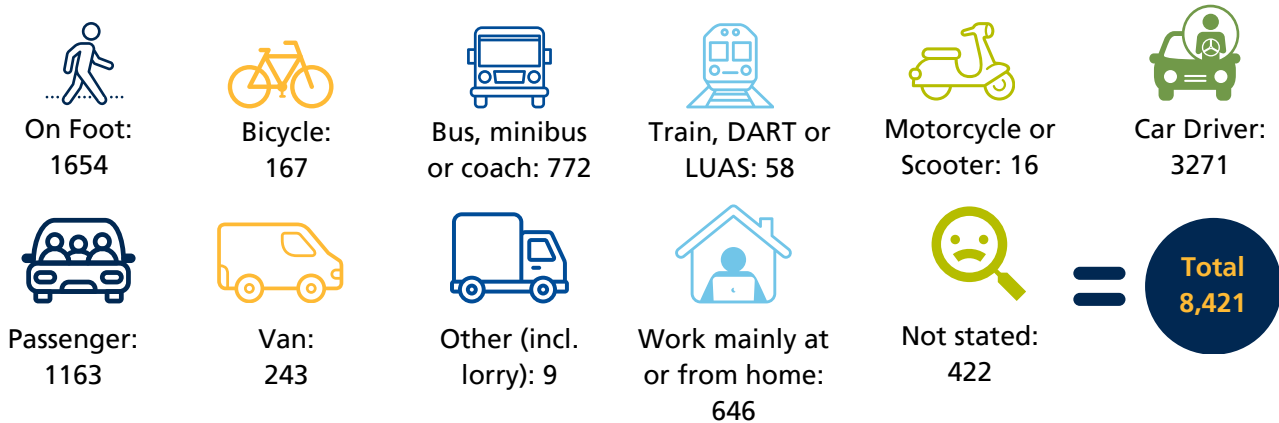 On Foot:
1654
Bicycle:
167
Bus, minibus
or coach: 772
Train, DART or
LUAS: 58
Motorcycle or
Scooter: 16
Car Driver:
3271
Passenger:
1163
Van:
243
Other (incl.
lorry): 9
Work mainly at
or from home:
646
Not stated:
422
=
Total
8,421